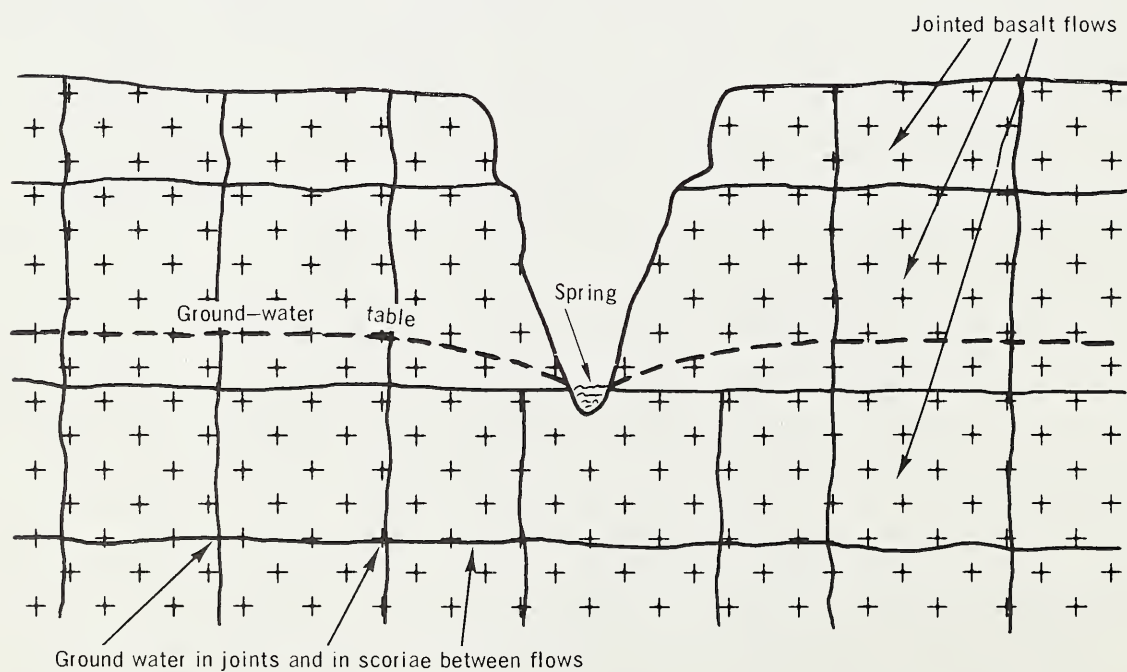 Jointed basalt flows
Spring
Ground—water table
Ground water in joints and in scoriae between flows